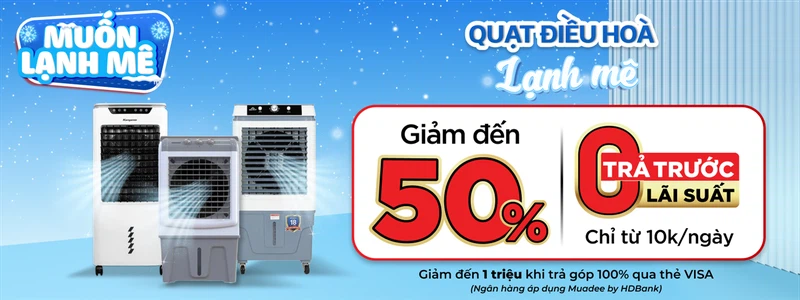 MUỐN
LẠNH MÊ
QUẠT ĐIỀU HOÀ
Lạnh mê
Giảm đến
50%
0 TRẢ TRƯỚC
LÃI SUẤT
Chỉ từ 10k/ngày
Giảm đến 1 triệu khi trả góp 100% qua thẻ VISA
(Ngân hàng áp dụng Muadee by HDBank)